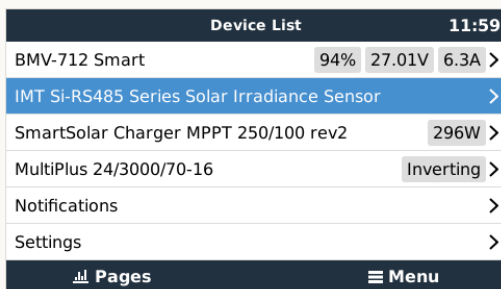 Device List 11:59
BMV-712 Smart 94% 27.01V 6.3A
IMT Si-RS485 Series Solar Irradiance Sensor
SmartSolar Charger MPPT 250/100 rev2 296W
MultiPlus 24/3000/70-16 Inverting
Notifications
Settings
Pages Menu